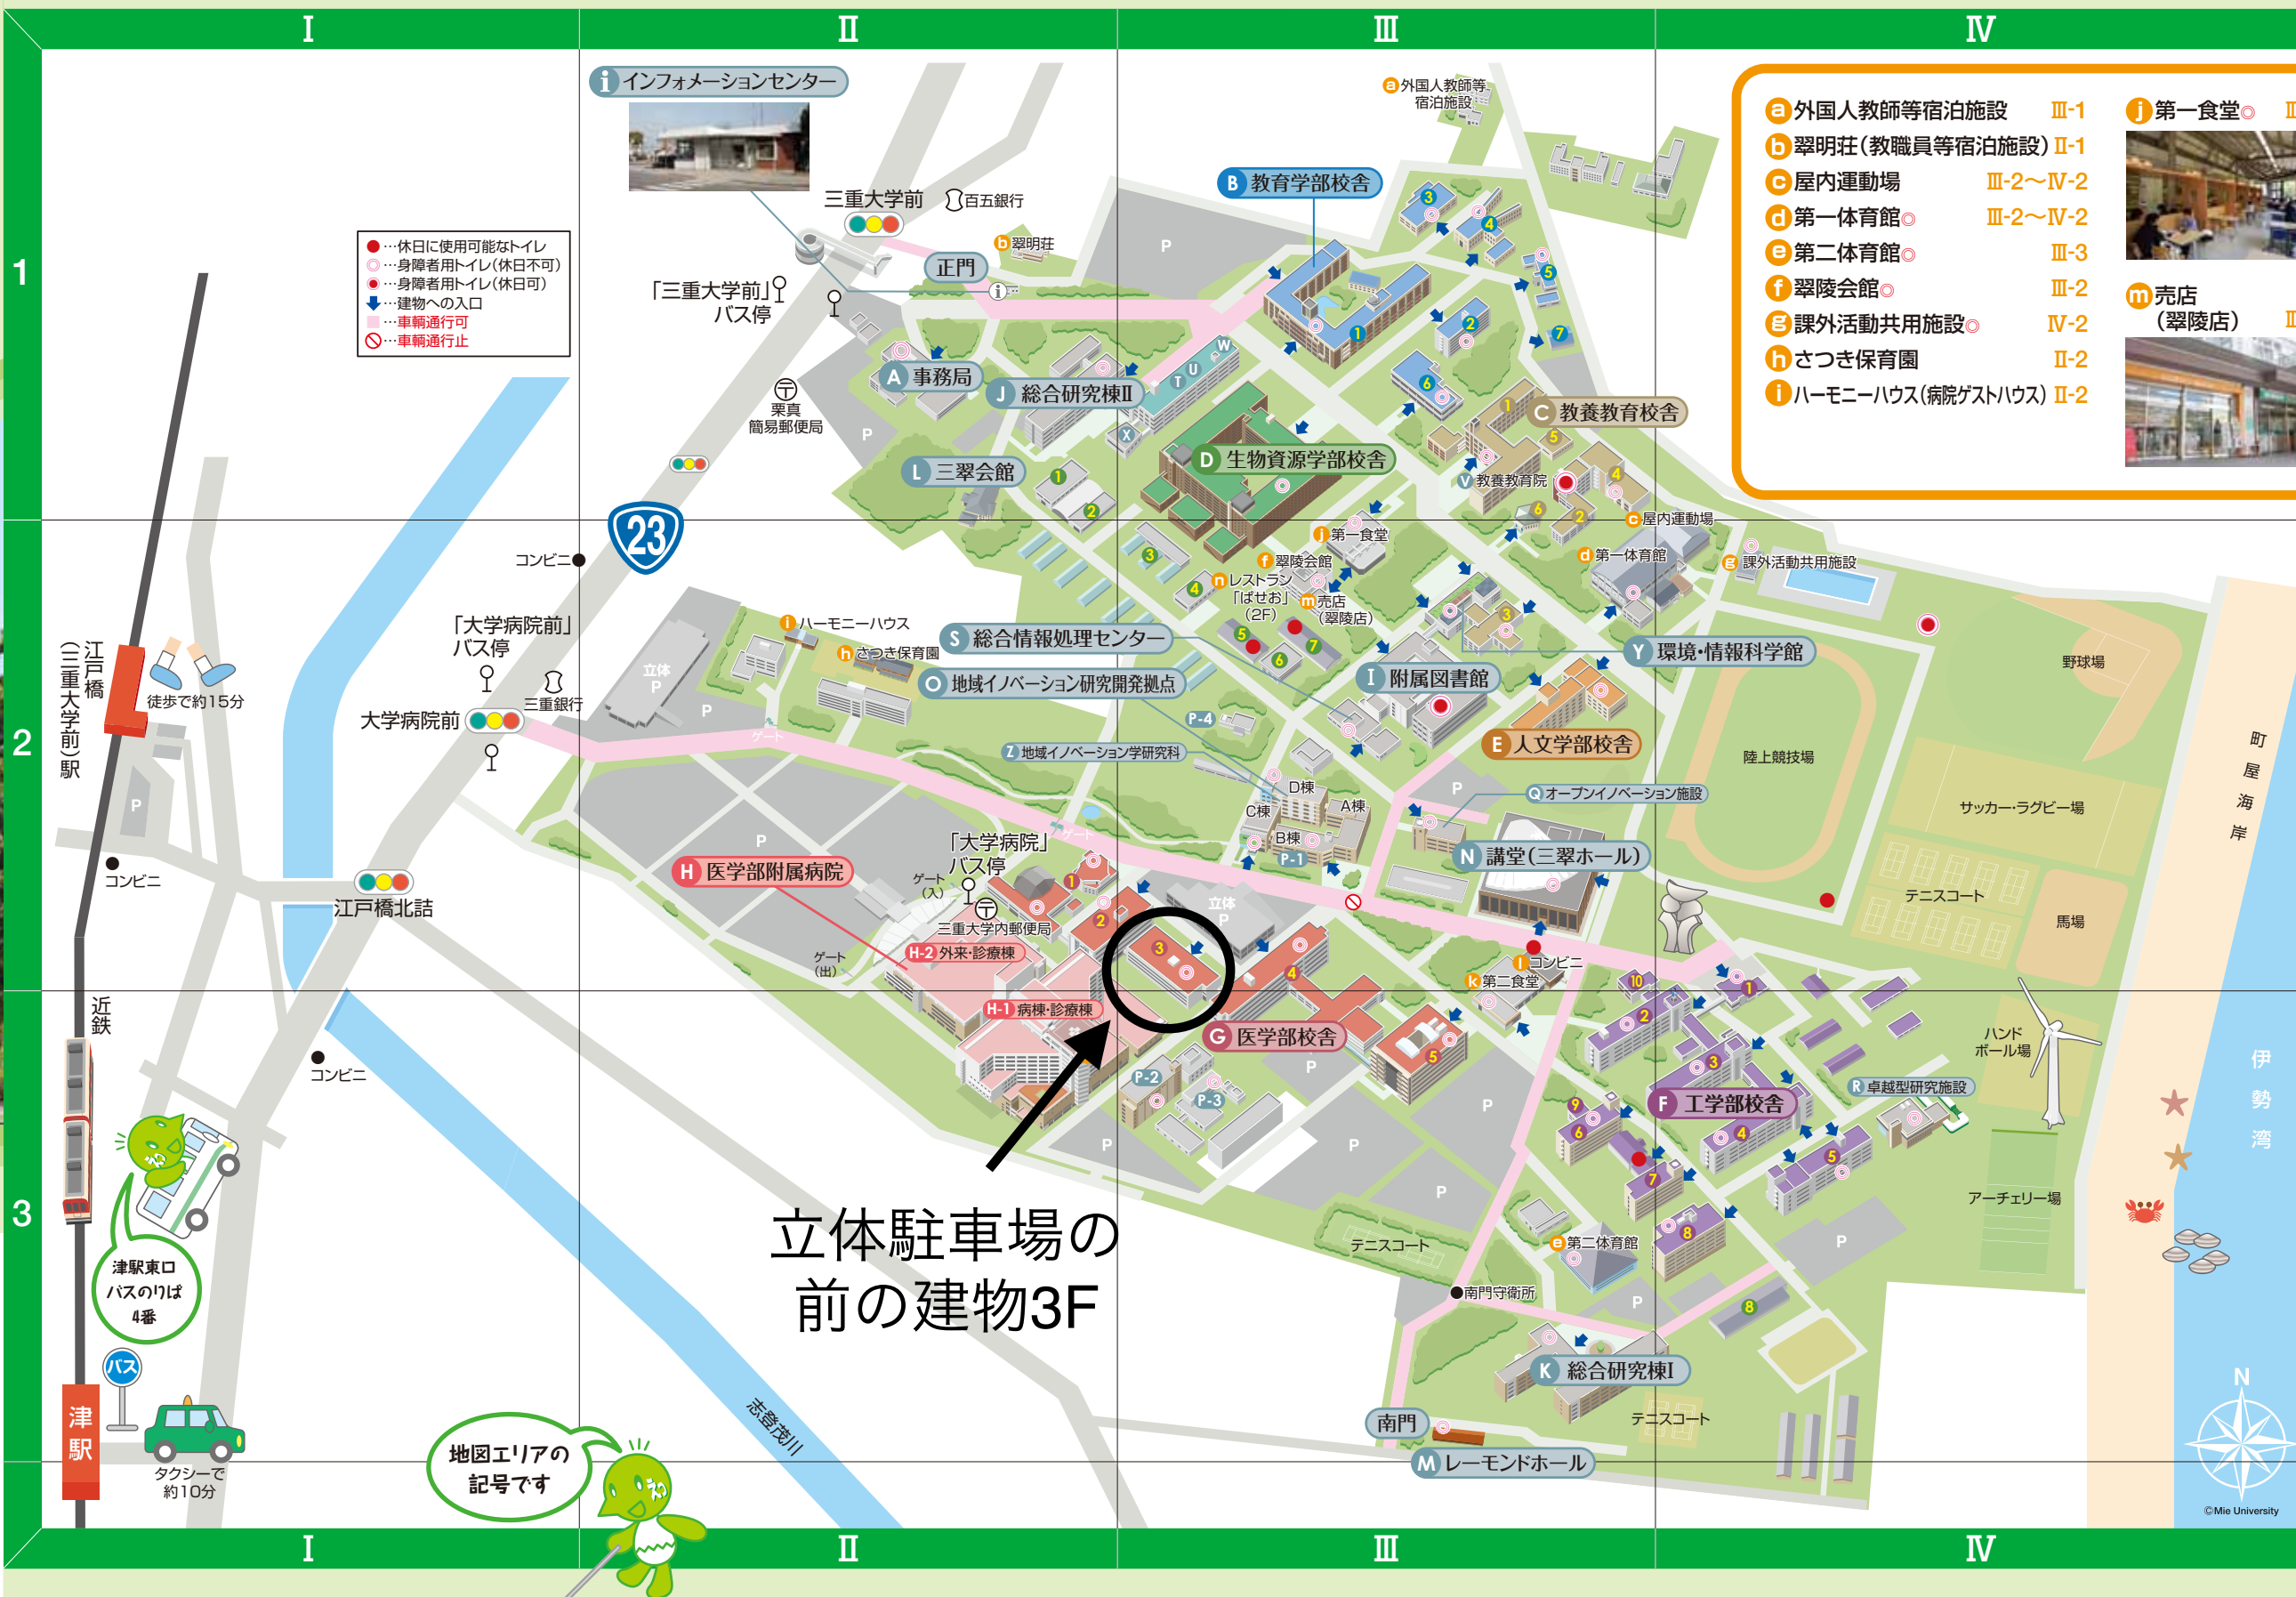 I
II
III
IV
1
2
3
i インフォメーションセンター
三重大学前
百五銀行
b 翠明荘
正門
「三重大学前」
バス停
●…休日に使用可能なトイレ
◎…身障者用トイレ(休日不可)
◉…身障者用トイレ(休日可)
…建物への入口
…車輌通行可
…車輌通行止
a 外国人教師等
宿泊施設
B 教育学部校舎
a 外国人教師等宿泊施設 III-1
b 翠明荘(教職員等宿泊施設) II-1
c 屋内運動場 III-2〜IV-2
d 第一体育館◎ III-2〜IV-2
e 第二体育館◎ III-3
f 翠陵会館◎ III-2
g 課外活動共用施設◎ IV-2
h さつき保育園 II-2
i ハーモニーハウス(病院ゲストハウス) II-2
j 第一食堂◎
m 売店
(翠陵店)
A 事務局
J 総合研究棟II
T U W
X
〒
栗真
簡易郵便局
P
L 三翠会館
D 生物資源学部校舎
C 教養教育校舎
V 教養教育院
c 屋内運動場
d 第一体育館
g 課外活動共用施設
23
コンビニ
j 第一食堂
f 翠陵会館
n レストラン
「ばせお」
(2F)
m 売店
(翠陵店)
「大学病院前」
バス停
三重銀行
大学病院前
立体
P
i ハーモニーハウス
h さつき保育園
S 総合情報処理センター
O 地域イノベーション研究開発拠点
P-4
Z 地域イノベーション学研究科
I 附属図書館
Y 環境・情報科学館
E 人文学部校舎
野球場
陸上競技場
サッカー・ラグビー場
テニスコート
馬場
町屋海岸
江戸橋
(三重大学前)駅
徒歩で約15分
P
コンビニ
江戸橋北詰
ゲート
P
ゲート
D棟
C棟
A棟
B棟
P-1
Q オープンイノベーション施設
N 講堂(三翠ホール)
「大学病院」
バス停
ゲート
(入)
〒
三重大学内郵便局
H 医学部附属病院
H-2 外来・診療棟
ゲート
(出)
H-1 病棟・診療棟
立体
P
G 医学部校舎
l コンビニ
k 第二食堂
P-2
P-3
近鉄
コンビニ
F 工学部校舎
R 卓越型研究施設
ハンド
ボール場
アーチェリー場
伊勢湾
立体駐車場の
前の建物3F
テニスコート
e 第二体育館
南門守衛所
K 総合研究棟I
南門
M レーモンドホール
テニスコート
津駅東口
バスのりば
4番
バス
津駅
タクシーで
約10分
地図エリアの
記号です
志登茂川
N
©Mie University
I
II
III
IV